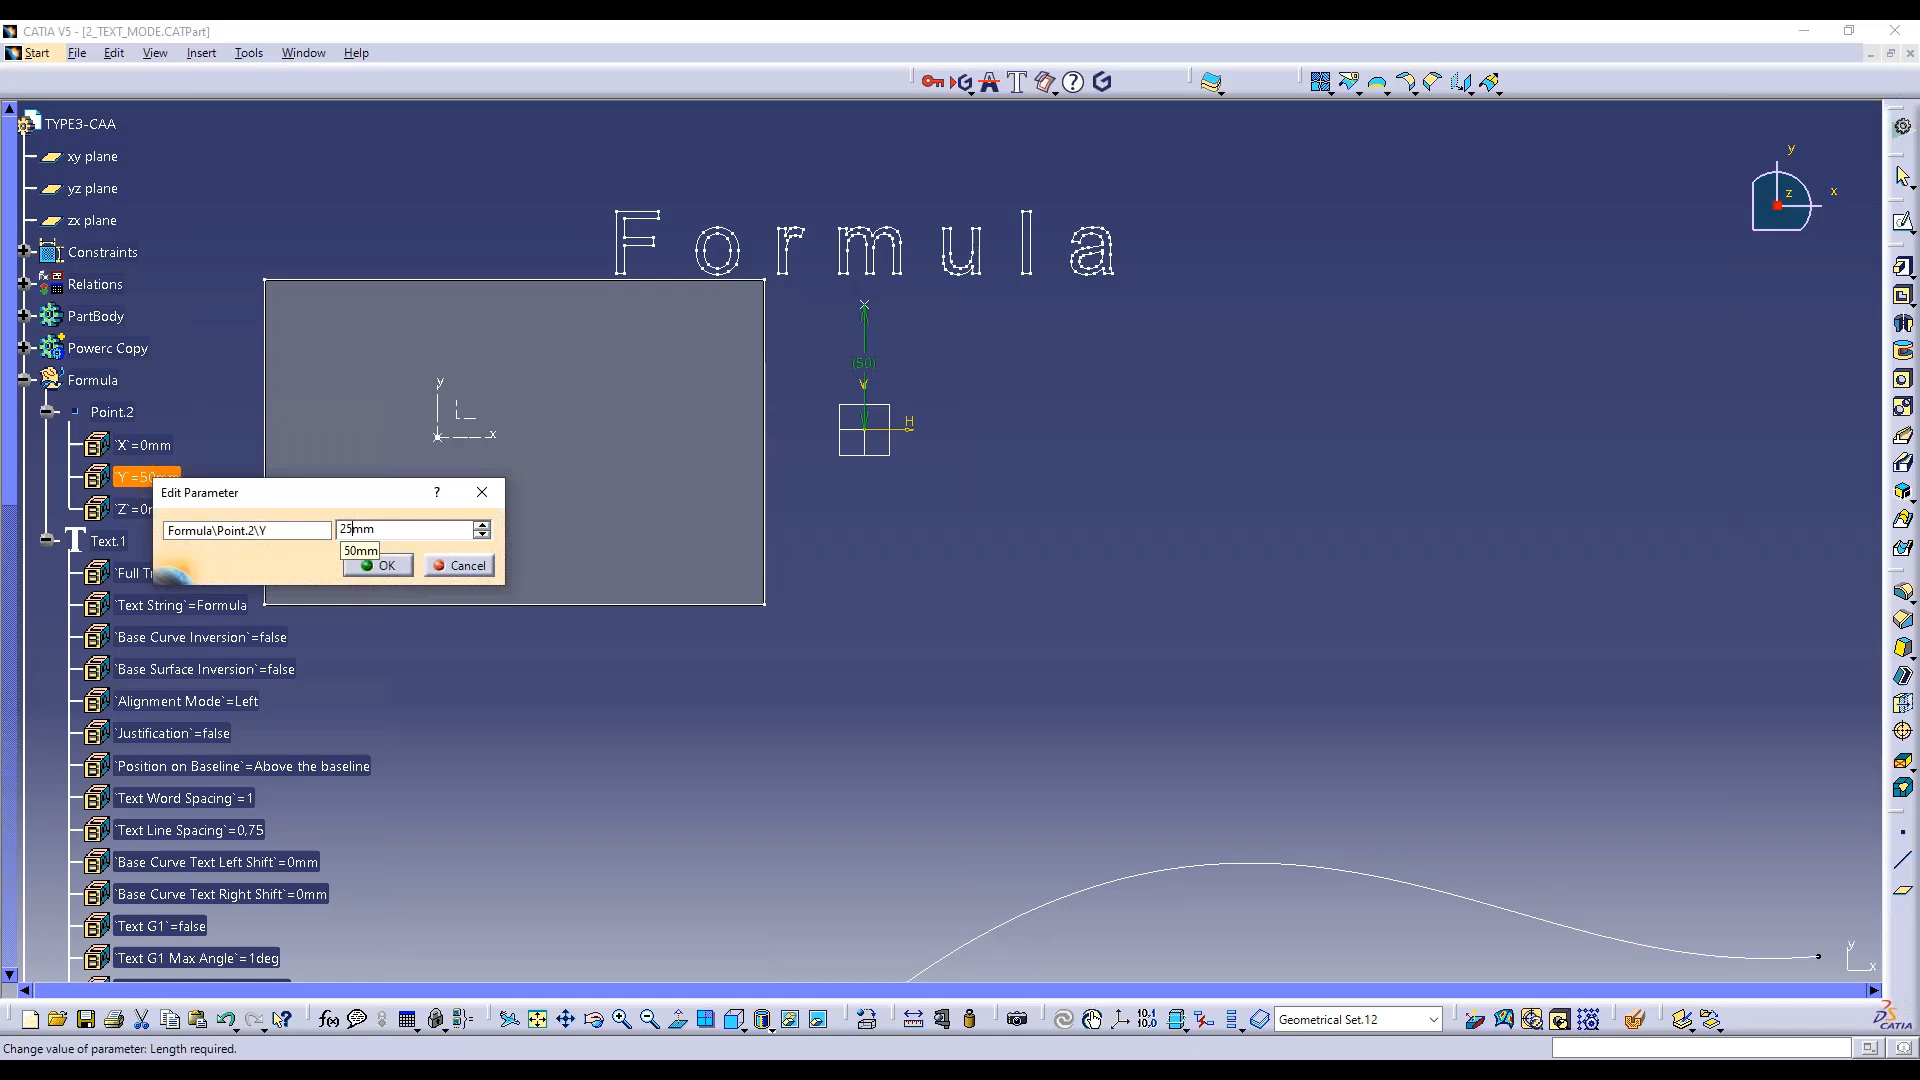 CATIA V5 - [2_TEXT_MODE.CATPart]
Start File Edit View Insert Tools Window Help
TYPE3-CAA
xy plane
yz plane
zx plane
Constraints
Relations
PartBody
Powerc Copy
Formula
Point.2
`X`=0mm
`Y`=50mm
Edit Parameter
?
Formula\Point.2\Y
25mm
50mm
OK Cancel
Text.1
`Text String`=Formula
`Base Curve Inversion`=false
`Base Surface Inversion`=false
`Alignment Mode`=Left
`Justification`=false
`Position on Baseline`=Above the baseline
`Text Word Spacing`=1
`Text Line Spacing`=0,75
`Base Curve Text Left Shift`=0mm
`Base Curve Text Right Shift`=0mm
`Text G1`=false
`Text G1 Max Angle`=1deg
Formula
(50)
V
H
y
x
y
z
x
y
x
Geometrical Set.12
Change value of parameter: Length required.
CATIA